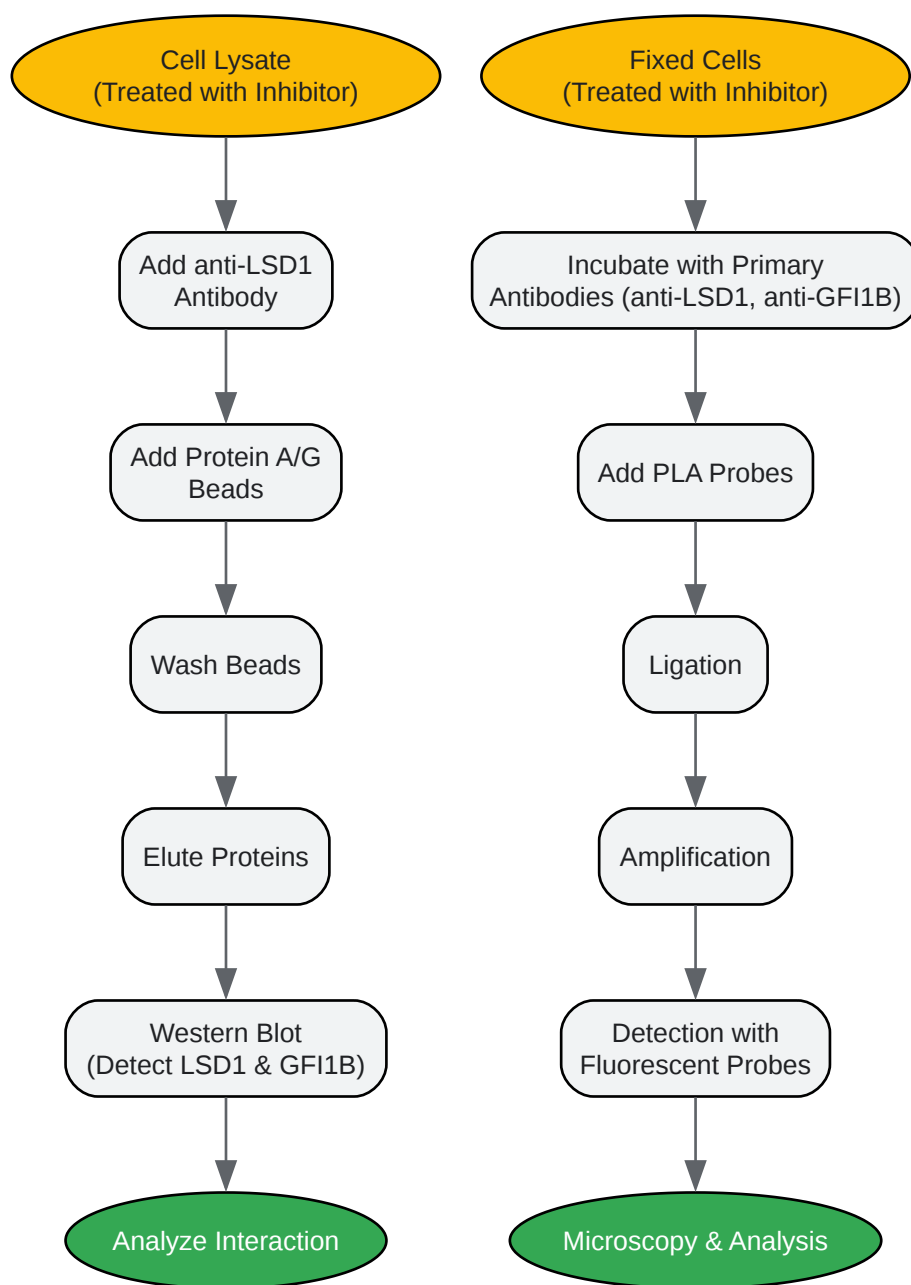 Cell Lysate
(Treated with Inhibitor)
Add anti-LSD1
Antibody
Add Protein A/G
Beads
Wash Beads
Elute Proteins
Western Blot
(Detect LSD1 & GFI1B)
Analyze Interaction
Fixed Cells
(Treated with Inhibitor)
Incubate with Primary
Antibodies (anti-LSD1, anti-GFI1B)
Add PLA Probes
Ligation
Amplification
Detection with
Fluorescent Probes
Microscopy & Analysis